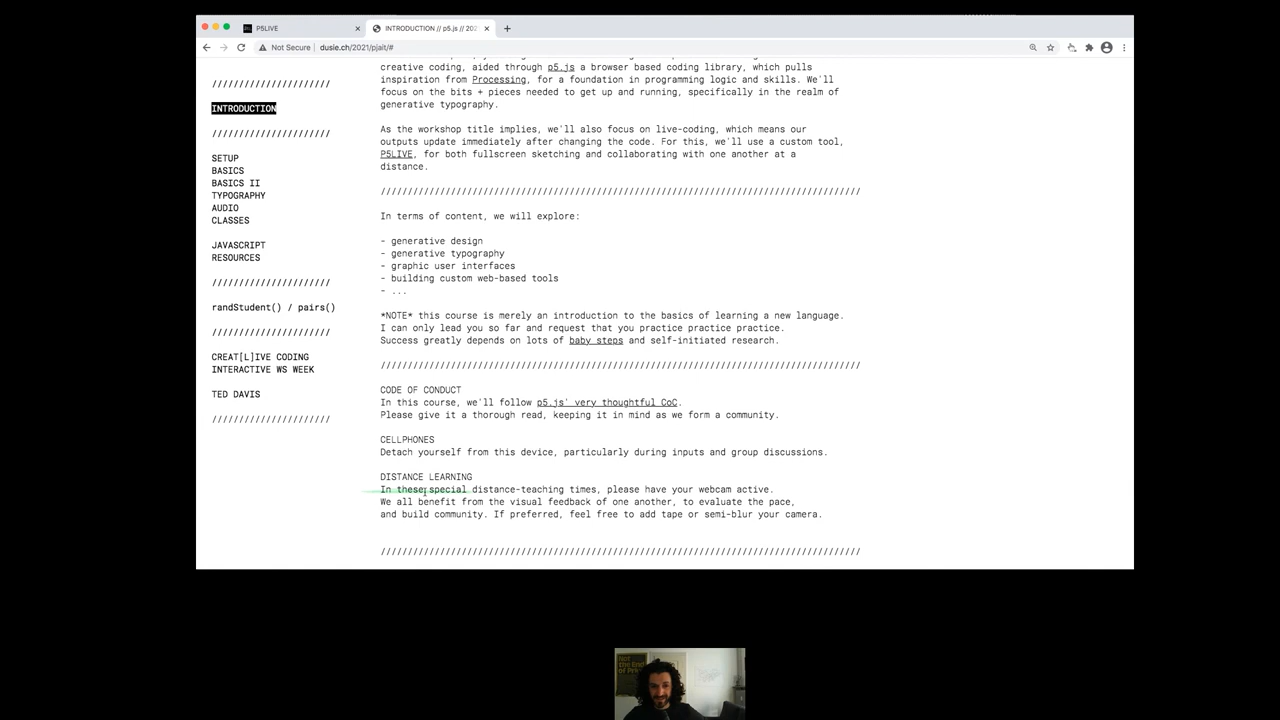 P5LIVE
INTRODUCTION // p5.js // 202
Not Secure | dusie.ch/2021/pjait/#
//////////////////////
INTRODUCTION
//////////////////////
SETUP
BASICS
BASICS II
TYPOGRAPHY
AUDIO
CLASSES
JAVASCRIPT
RESOURCES
//////////////////////
randStudent() / pairs()
//////////////////////
CREAT[L]IVE CODING
INTERACTIVE WS WEEK
TED DAVIS
//////////////////////
creative coding, aided through p5.js a browser based coding library, which pulls
inspiration from Processing, for a foundation in programming logic and skills. We'll
focus on the bits + pieces needed to get up and running, specifically in the realm of
generative typography.
As the workshop title implies, we'll also focus on live-coding, which means our
outputs update immediately after changing the code. For this, we'll use a custom tool,
P5LIVE, for both fullscreen sketching and collaborating with one another at a
distance.
/////////////////////////////////////////////////////////////////////////////////////////
In terms of content, we will explore:
- generative design
- generative typography
- graphic user interfaces
- building custom web-based tools
- ...
*NOTE* this course is merely an introduction to the basics of learning a new language.
I can only lead you so far and request that you practice practice practice.
Success greatly depends on lots of baby steps and self-initiated research.
/////////////////////////////////////////////////////////////////////////////////////////
CODE OF CONDUCT
In this course, we'll follow p5.js' very thoughtful CoC.
Please give it a thorough read, keeping it in mind as we form a community.
CELLPHONES
Detach yourself from this device, particularly during inputs and group discussions.
DISTANCE LEARNING
In these special distance-teaching times, please have your webcam active.
We all benefit from the visual feedback of one another, to evaluate the pace,
and build community. If preferred, feel free to add tape or semi-blur your camera.
/////////////////////////////////////////////////////////////////////////////////////////
Not
the End
of Print